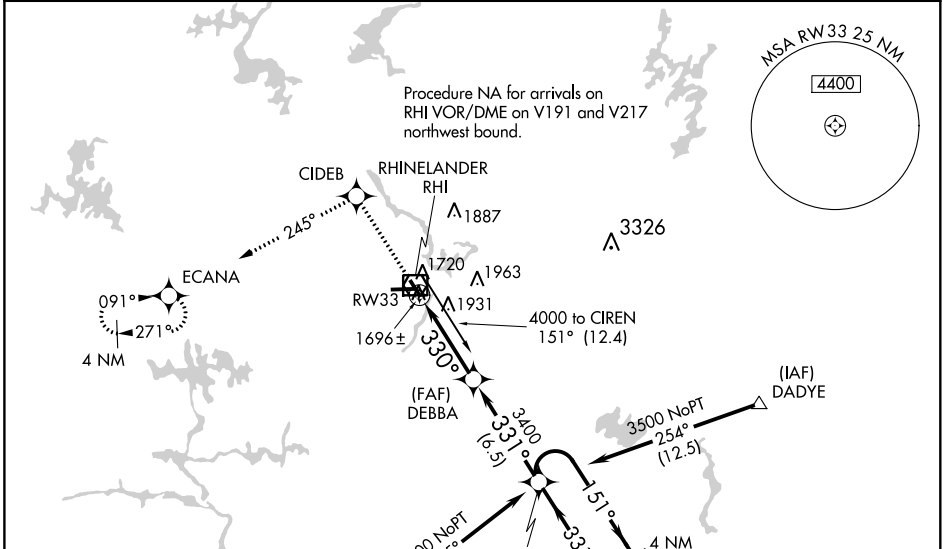 MSA RW33 25 NM
4400
Procedure NA for arrivals on
RHI VOR/DME on V191 and V217
northwest bound.
RHINELANDER
RHI
CIDEB
1887
3326
245°
ECANA
1720
1963
091°
RW33
1931
271°
4 NM
1696±
4000 to CIREN
151° (12.4)
330°
(FAF)
DEBBA
(IAF)
DADYE
3400
331°
(6.5)
3500 NoPT
254°
(12.5)
151°
00 NoPT
4 NM